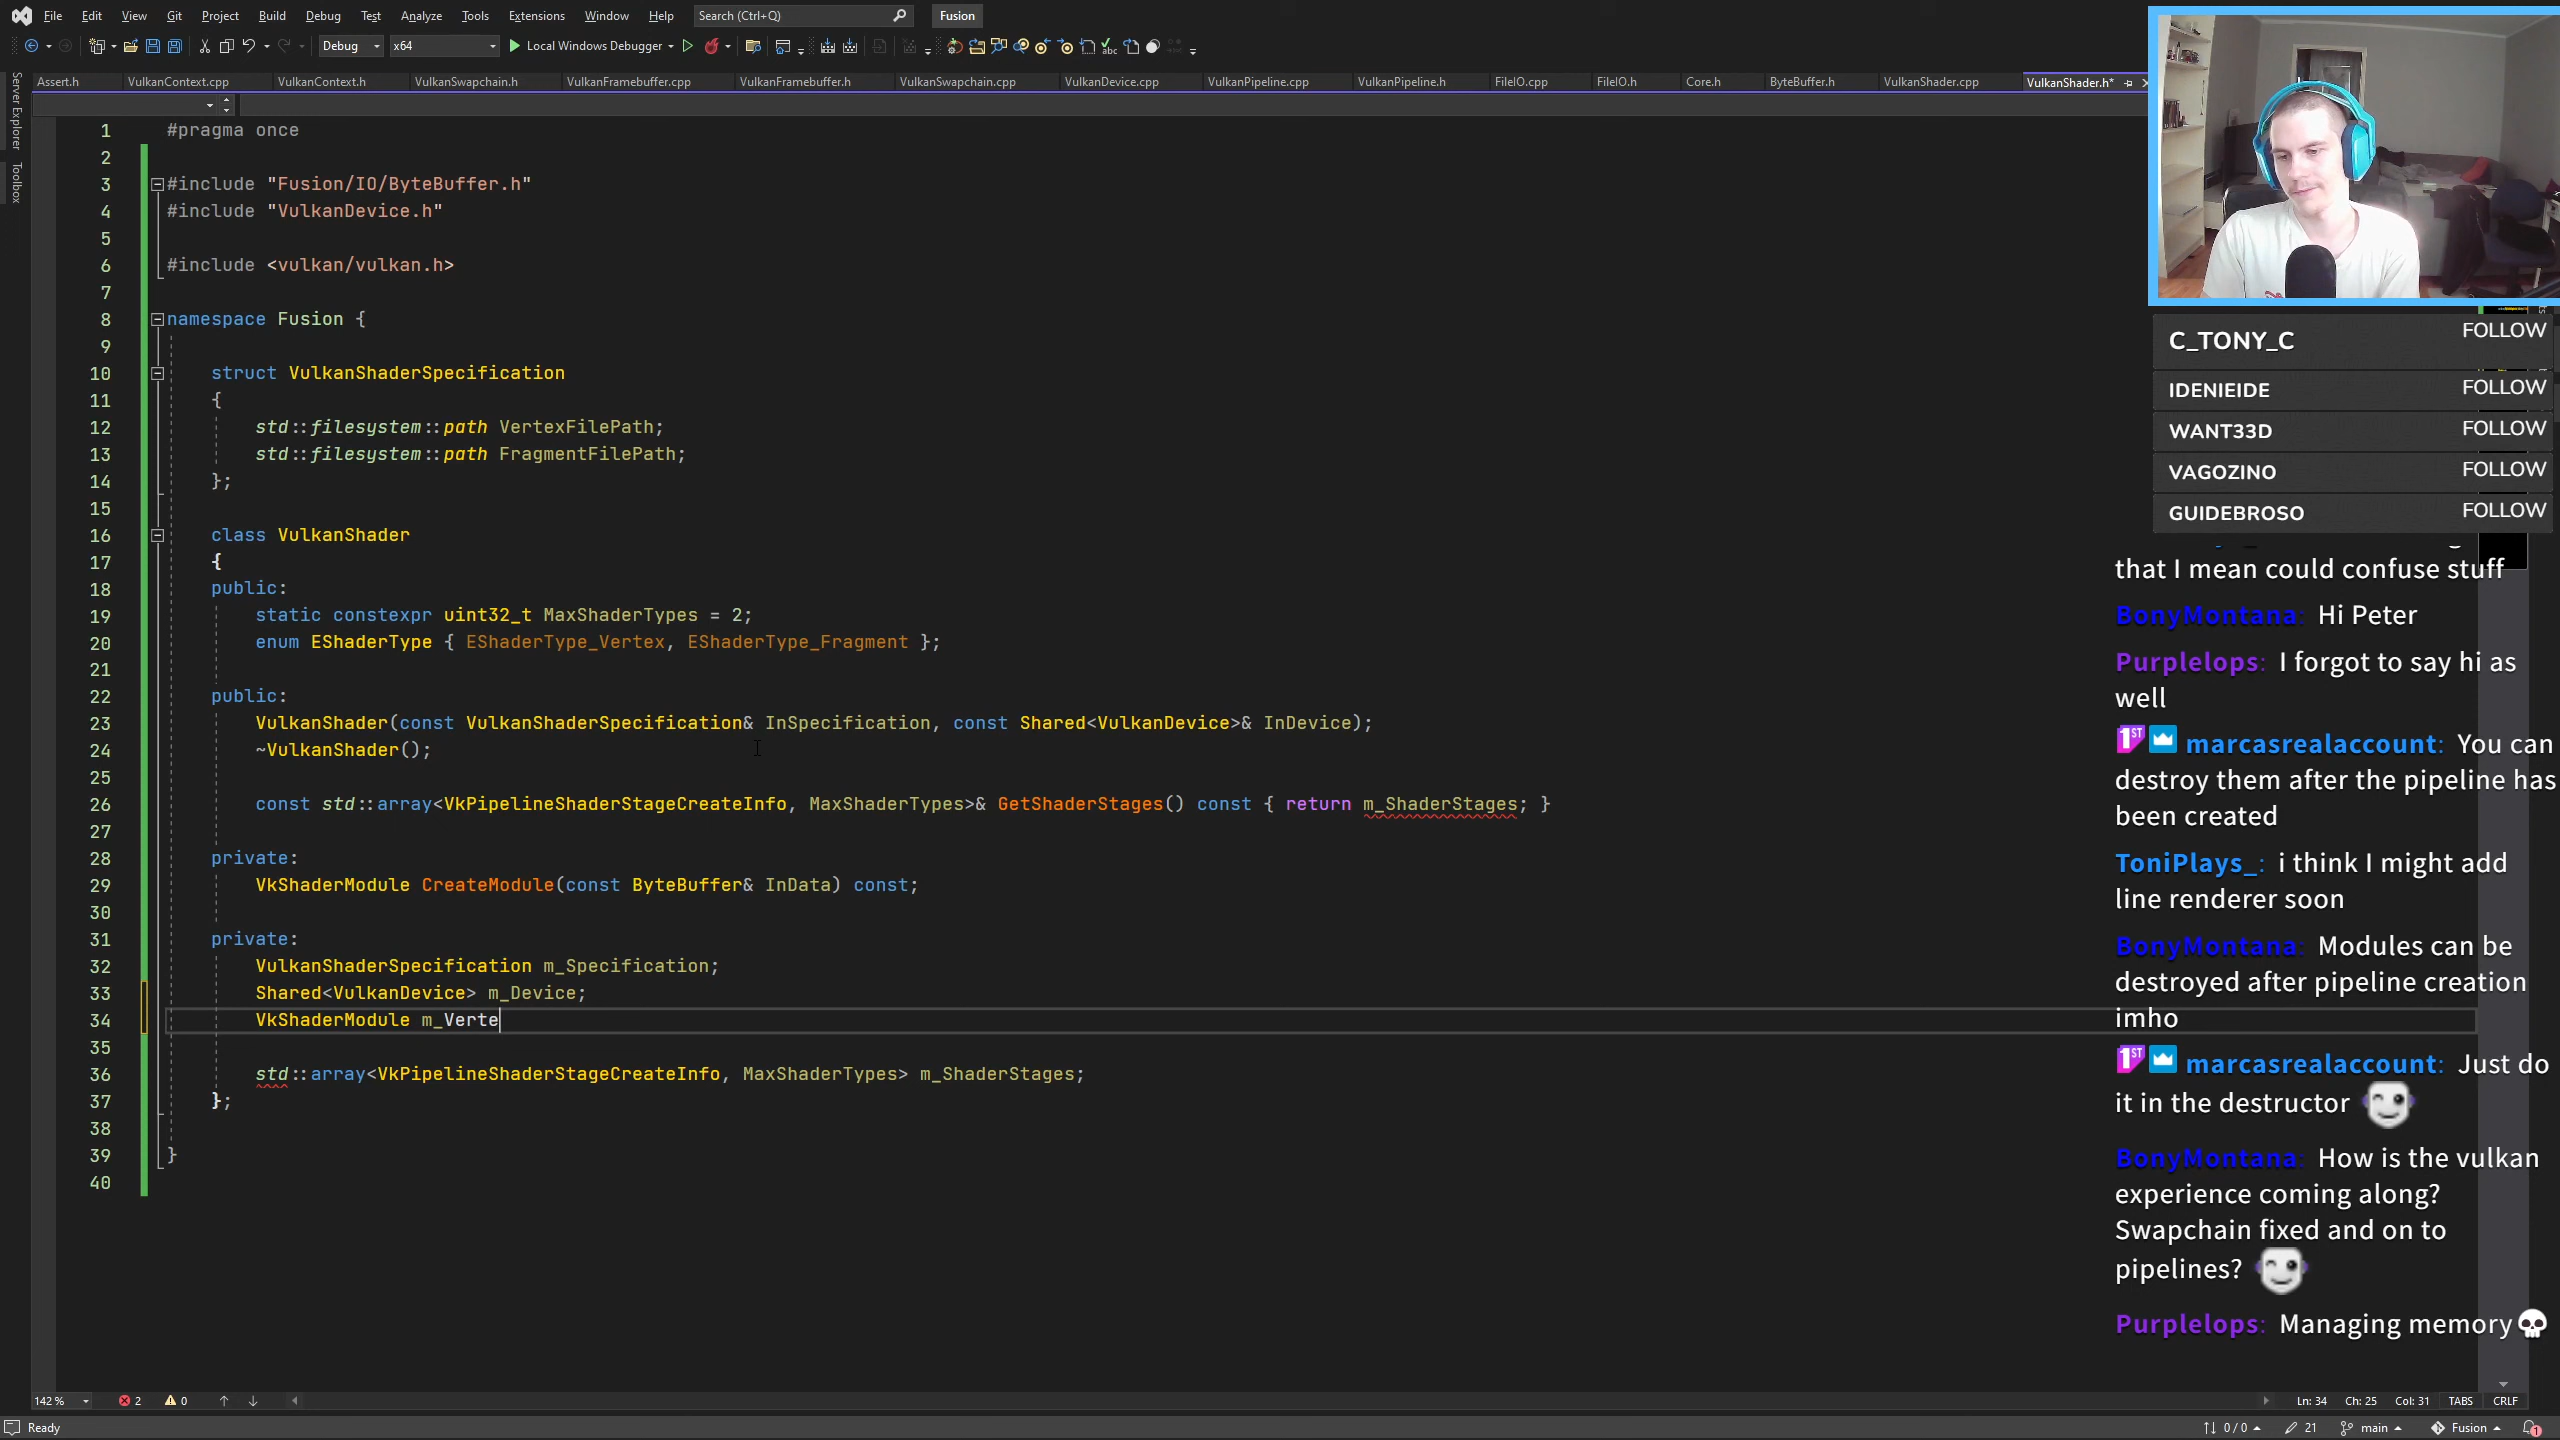 File Edit View Git Project Build Debug Test Analyze Tools Extensions Window Help Search (Ctrl+Q) Fusion
Debug x64 Local Windows Debugger
Assert.h VulkanContext.cpp VulkanContext.h VulkanSwapchain.h VulkanFramebuffer.cpp VulkanFramebuffer.h VulkanSwapchain.cpp VulkanDevice.cpp VulkanPipeline.cpp VulkanPipeline.h FileIO.cpp FileIO.h Core.h ByteBuffer.h VulkanShader.cpp VulkanShader.h*
Server Explorer
Toolbox
1 #pragma once
2
3 #include "Fusion/IO/ByteBuffer.h"
4 #include "VulkanDevice.h"
5
6 #include <vulkan/vulkan.h>
7
8 namespace Fusion {
9
10 struct VulkanShaderSpecification
11 {
12 std::filesystem::path VertexFilePath;
13 std::filesystem::path FragmentFilePath;
14 };
15
16 class VulkanShader
17 {
18 public:
19 static constexpr uint32_t MaxShaderTypes = 2;
20 enum EShaderType { EShaderType_Vertex, EShaderType_Fragment };
21
22 public:
23 VulkanShader(const VulkanShaderSpecification& InSpecification, const Shared<VulkanDevice>& InDevice);
24 ~VulkanShader();
25
26 const std::array<VkPipelineShaderStageCreateInfo, MaxShaderTypes>& GetShaderStages() const { return m_ShaderStages; }
27
28 private:
29 VkShaderModule CreateModule(const ByteBuffer& InData) const;
30
31 private:
32 VulkanShaderSpecification m_Specification;
33 Shared<VulkanDevice> m_Device;
34 VkShaderModule m_Verte
35
36 std::array<VkPipelineShaderStageCreateInfo, MaxShaderTypes> m_ShaderStages;
37 };
38
39 }
40
C_TONY_C FOLLOW
IDENIEIDE FOLLOW
WANT33D FOLLOW
VAGOZINO FOLLOW
GUIDEBROSO FOLLOW
that I mean could confuse stuff
BonyMontana: Hi Peter
Purplelops: I forgot to say hi as
well
1ST marcasrealaccount: You can
destroy them after the pipeline has
been created
ToniPlays_: i think I might add
line renderer soon
BonyMontana: Modules can be
destroyed after pipeline creation
imho
1ST marcasrealaccount: Just do
it in the destructor
BonyMontana: How is the vulkan
experience coming along?
Swapchain fixed and on to
pipelines?
Purplelops: Managing memory💀
142 % 2 0 Ln: 34 Ch: 25 Col: 31 TABS CRLF
Ready 0 / 0 21 main Fusion 1